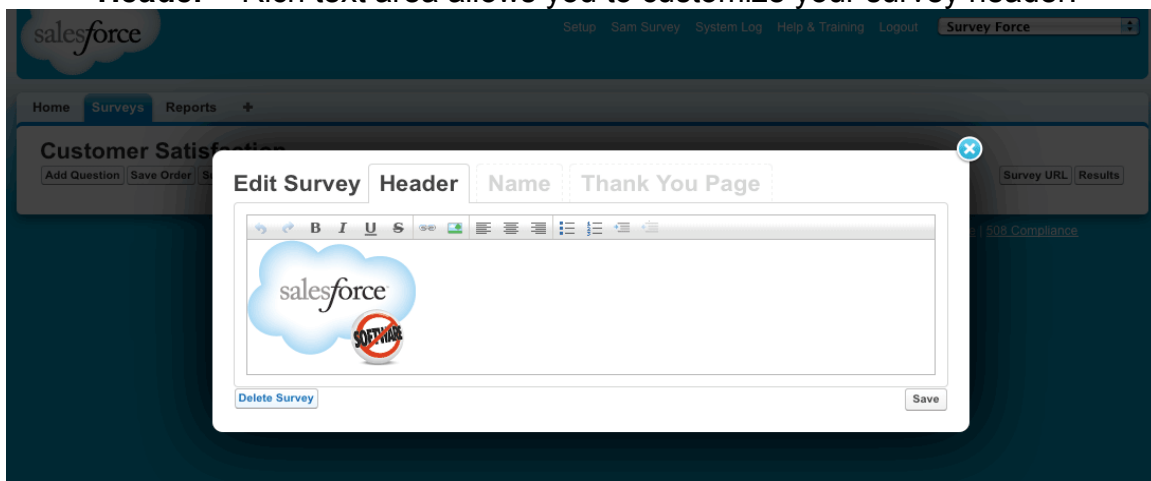 Header – Rich text area allows you to customize your survey header.
salesforce
Setup Sam Survey System Log Help & Training Logout Survey Force
Home Surveys Reports +
Customer Satisfaction
Add Question Save Order
Survey URL Results
Edit Survey Header Name Thank You Page
B I U S
salesforce
SOFTWARE
Delete Survey
Save
| 508 Compliance